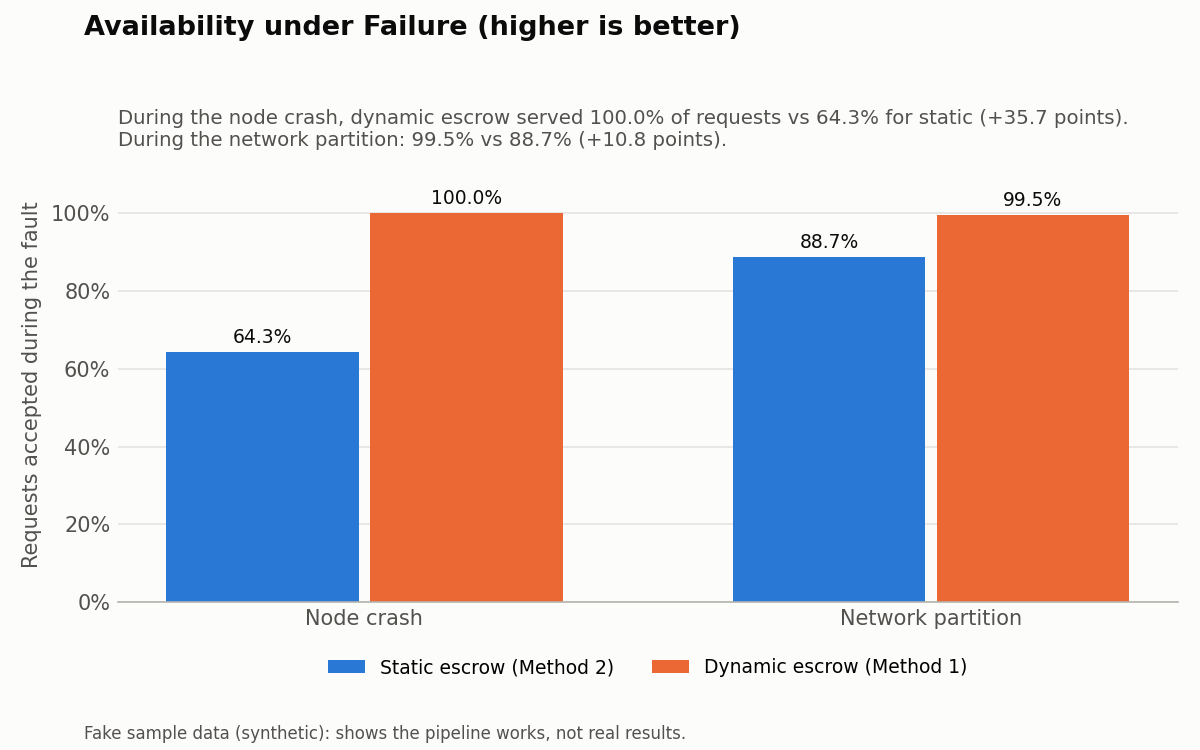 Availability under Failure (higher is better)
During the node crash, dynamic escrow served 100.0% of requests vs 64.3% for static (+35.7 points).
During the network partition: 99.5% vs 88.7% (+10.8 points).
Requests accepted during the fault
100%
80%
60%
40%
20%
0%
64.3%
100.0%
88.7%
99.5%
Node crash
Network partition
Static escrow (Method 2)
Dynamic escrow (Method 1)
Fake sample data (synthetic): shows the pipeline works, not real results.